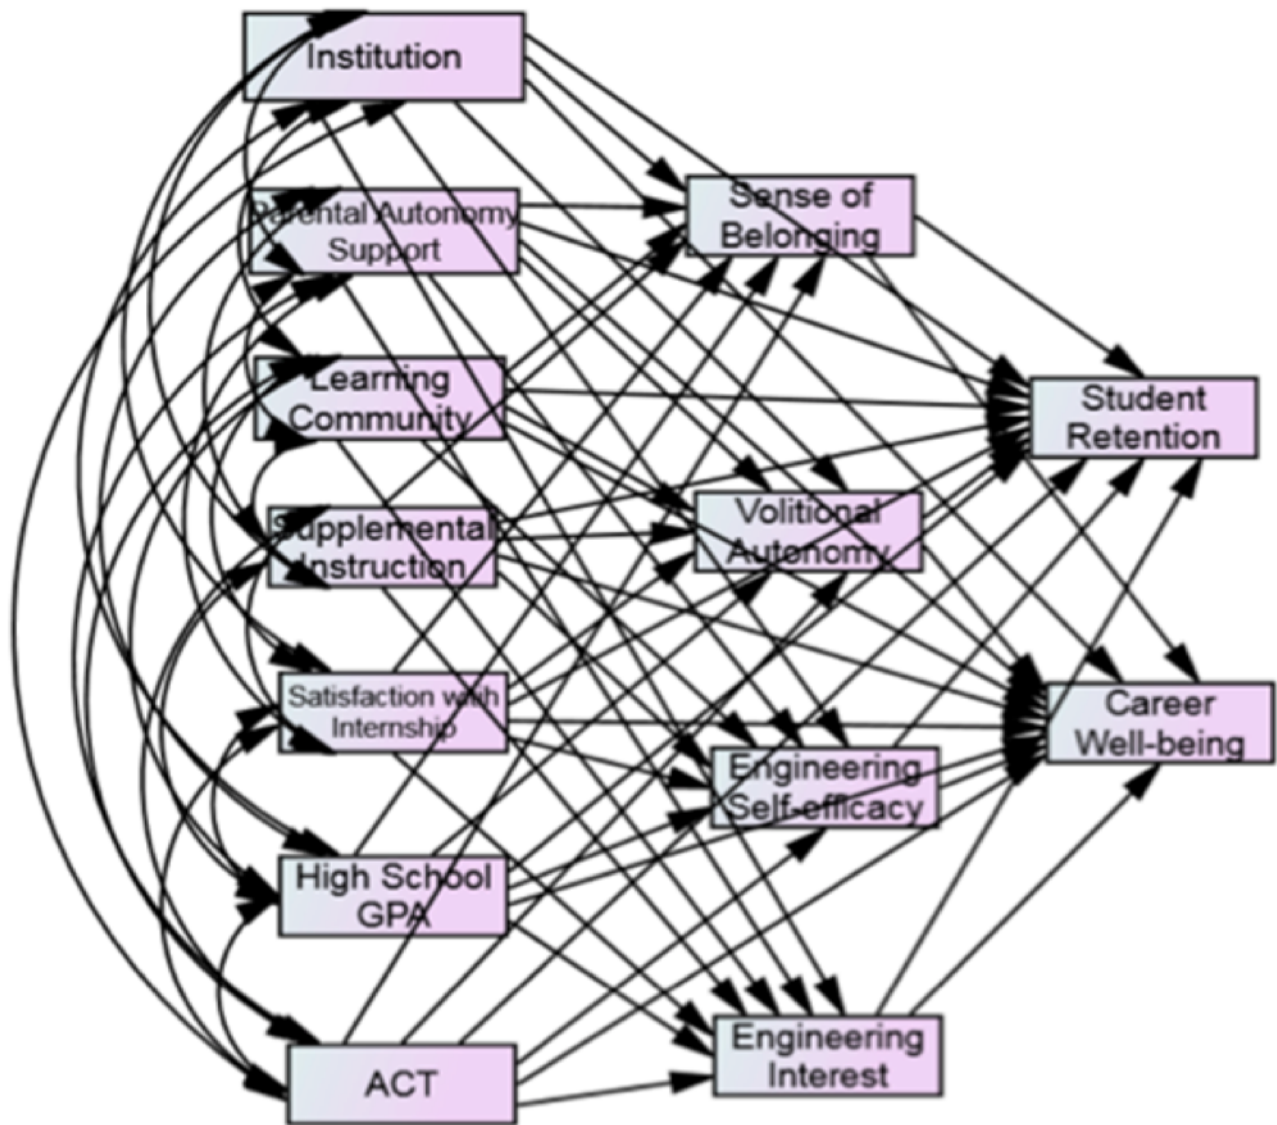 Institution
Parental Autonomy
Support
Learning
Community
Supplemental
Instruction
Satisfaction with
Internship
High School
GPA
ACT
Sense of
Belonging
Volitional
Autonomy
Engineering
Self-efficacy
Engineering
Interest
Student
Retention
Career
Well-being